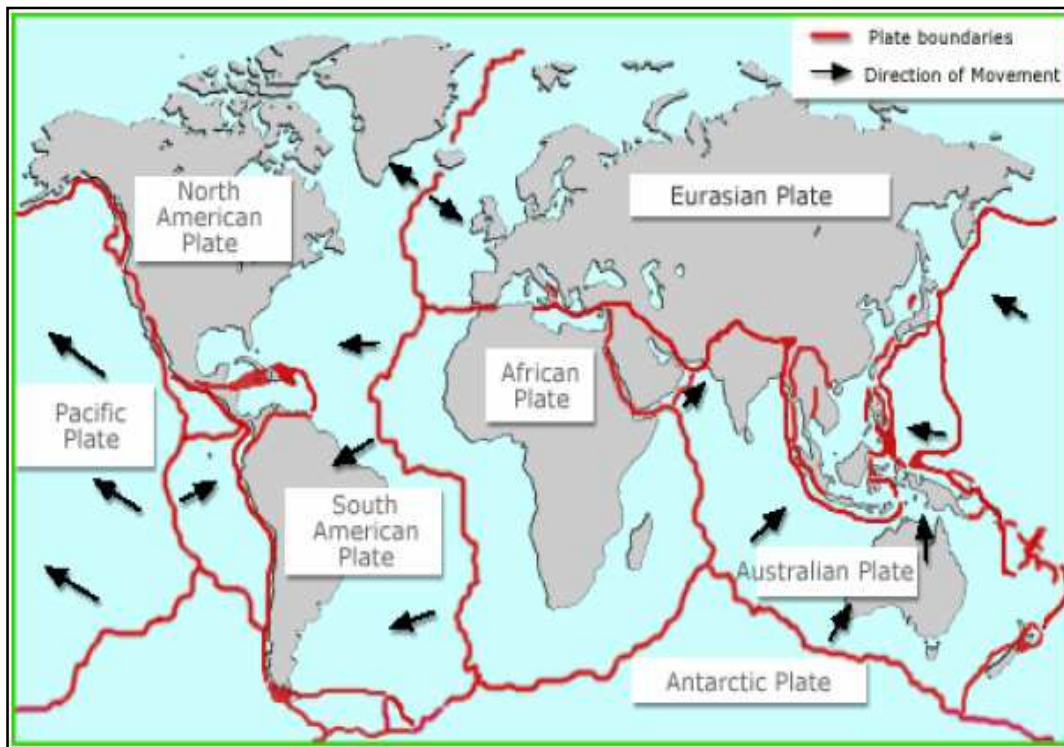 Plate boundaries
Direction of Movement
North
American
Plate
Eurasian Plate
African
Plate
Pacific
Plate
South
American
Plate
Australian Plate
Antarctic Plate